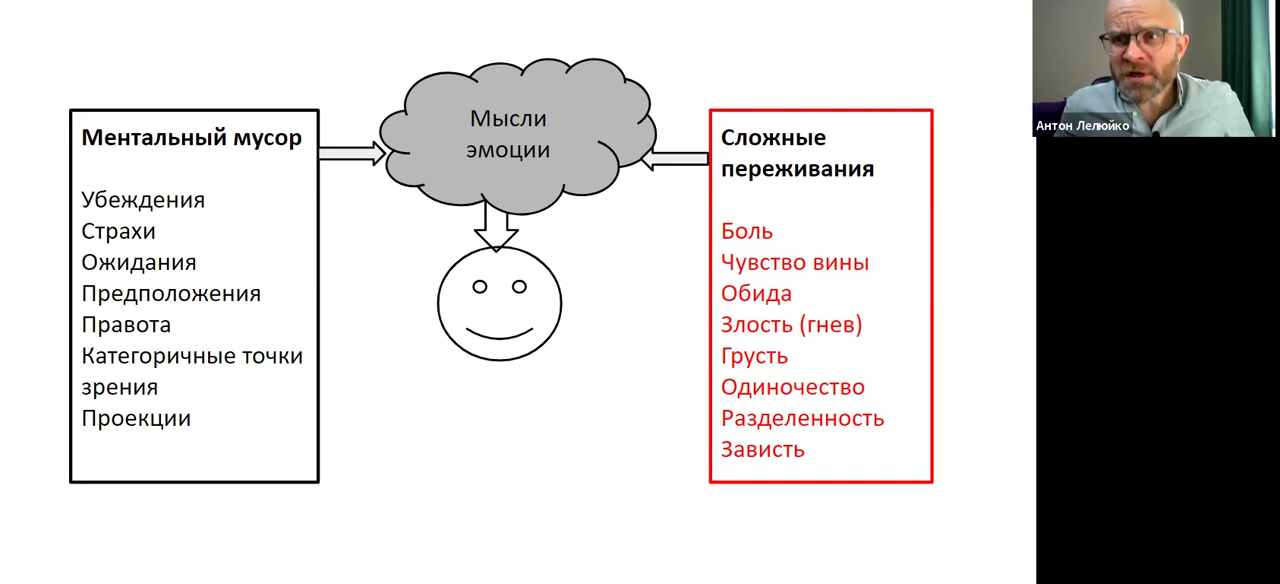 Ментальный мусор
Убеждения
Страхи
Ожидания
Предположения
Правота
Категоричные точки
зрения
Проекции
Мысли
эмоции
Сложные
переживания
Боль
Чувство вины
Обида
Злость (гнев)
Грусть
Одиночество
Разделенность
Зависть
Антон Лелюйко